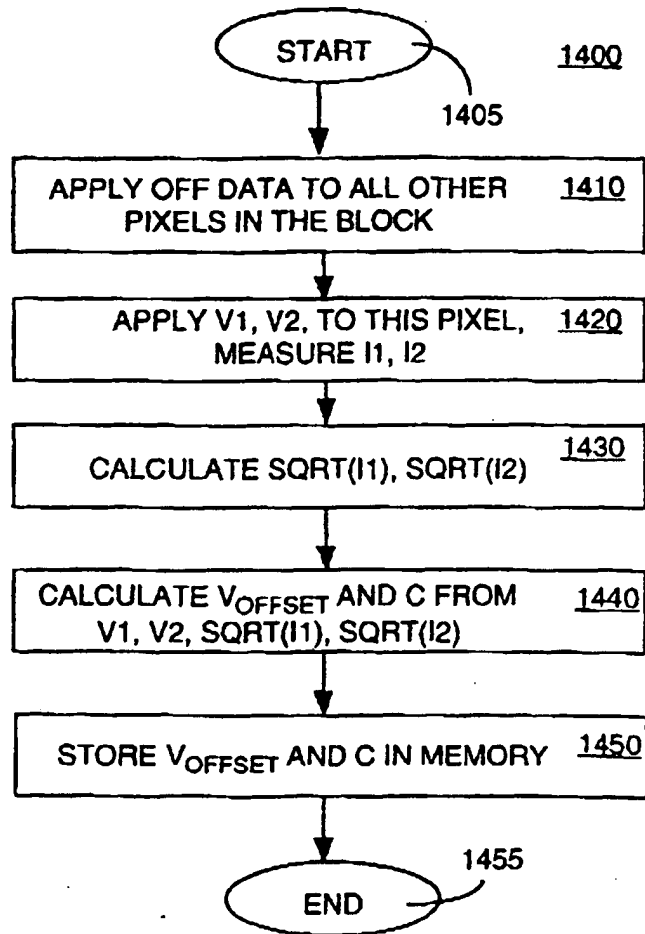 START
1400
1405
APPLY OFF DATA TO ALL OTHER
PIXELS IN THE BLOCK
1410
APPLY V1, V2, TO THIS PIXEL,
MEASURE I1, I2
1420
1430
CALCULATE SQRT(I1), SQRT(I2)
CALCULATE VOFFSET AND C FROM
V1, V2, SQRT(I1), SQRT(I2)
1440
STORE VOFFSET AND C IN MEMORY
1450
1455
END